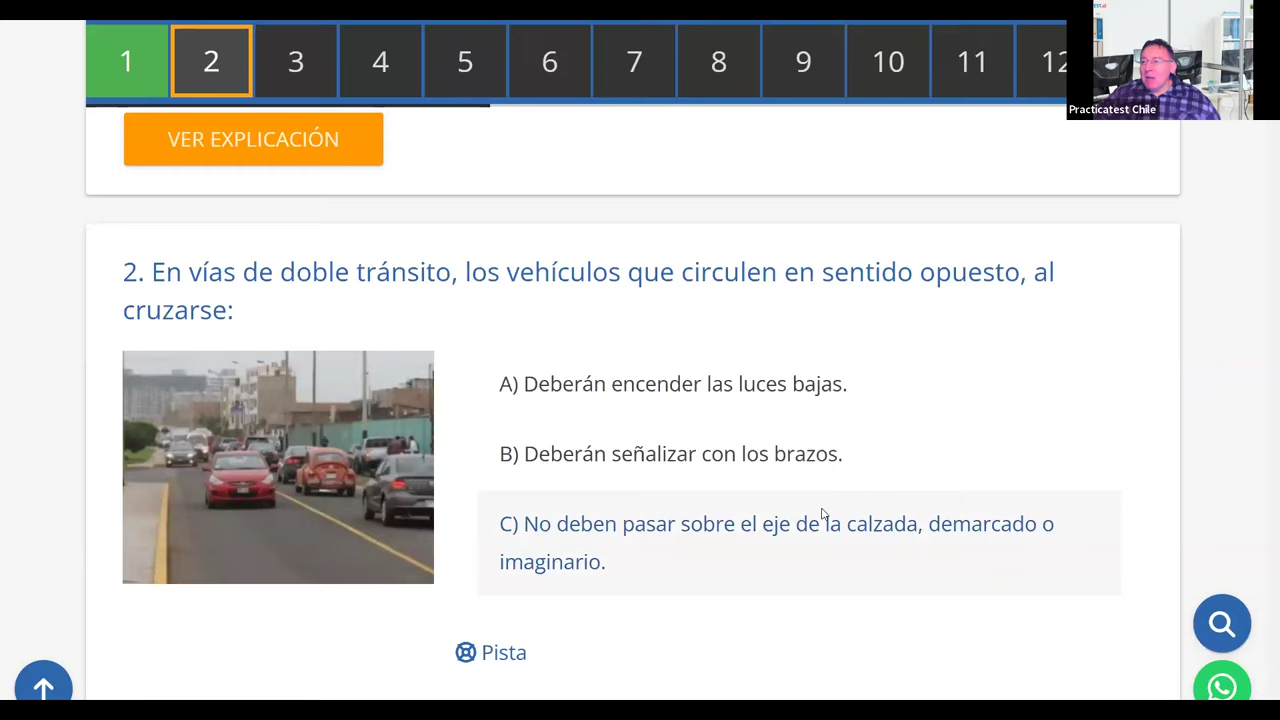 1 2 3 4 5 6 7 8 9 10 11 12
Practicatest Chile
VER EXPLICACIÓN
2. En vías de doble tránsito, los vehículos que circulen en sentido opuesto, al
cruzarse:
A) Deberán encender las luces bajas.
B) Deberán señalizar con los brazos.
C) No deben pasar sobre el eje de la calzada, demarcado o
imaginario.
Pista